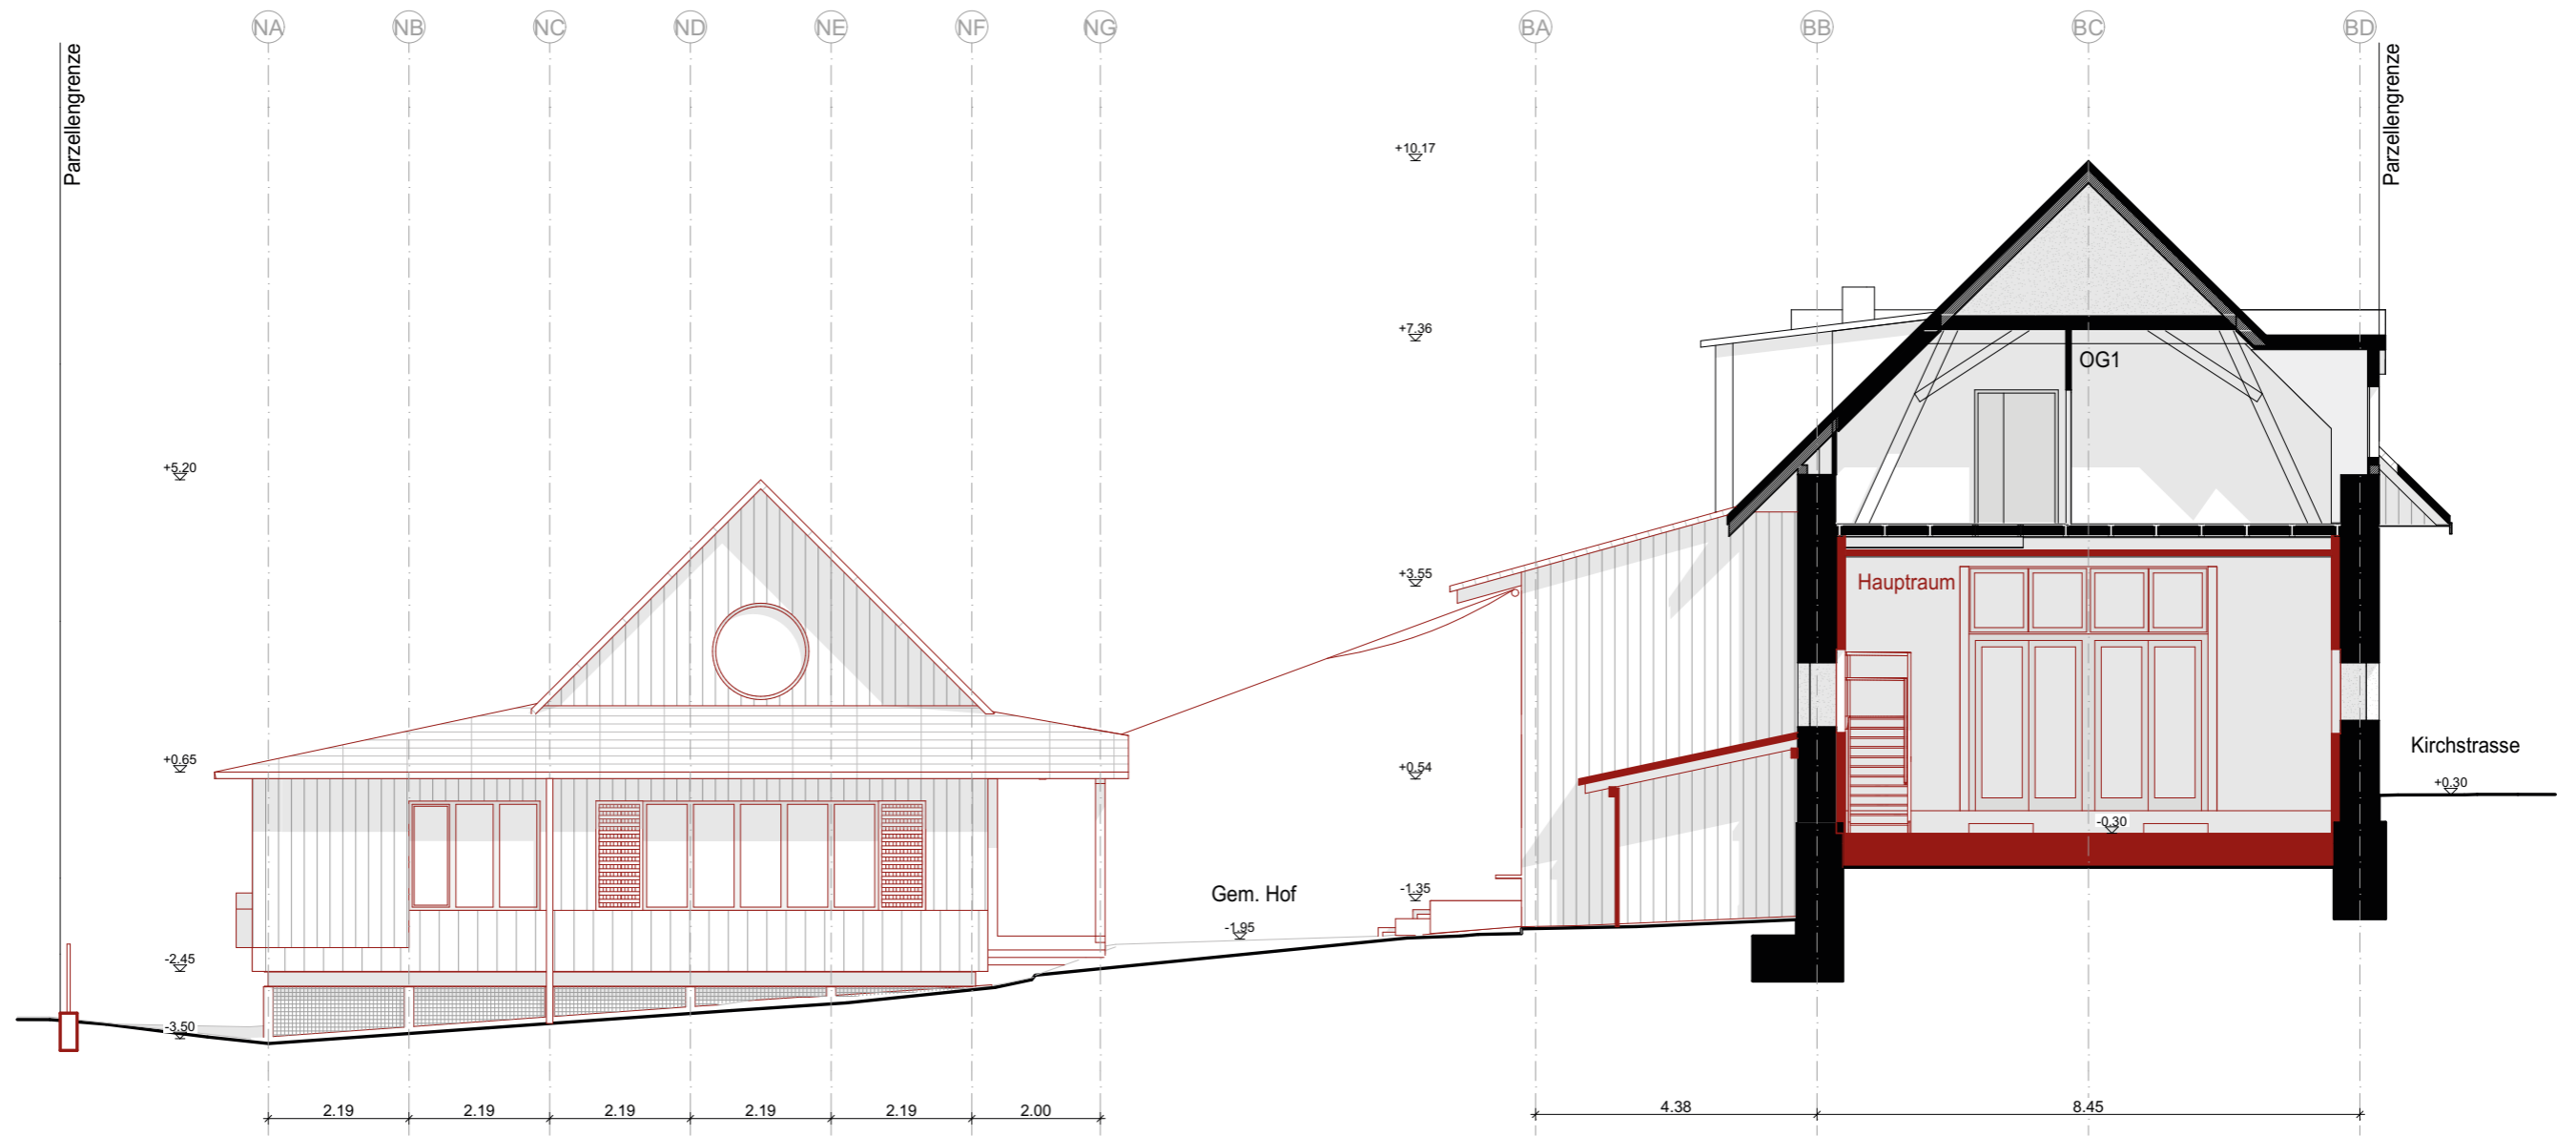 NA NB NC ND NE NF NG BA BB BC BD
Parzellengrenze
Parzellengrenze
+10.17
+7.36
OG1
+5.20
+3.55
Hauptraum
Kirchstrasse
+0.65
+0.54
+0.30
-0.30
Gem. Hof
-1.35
-1.95
-2.45
-3.50
2.19 2.19 2.19 2.19 2.19 2.00 4.38 8.45